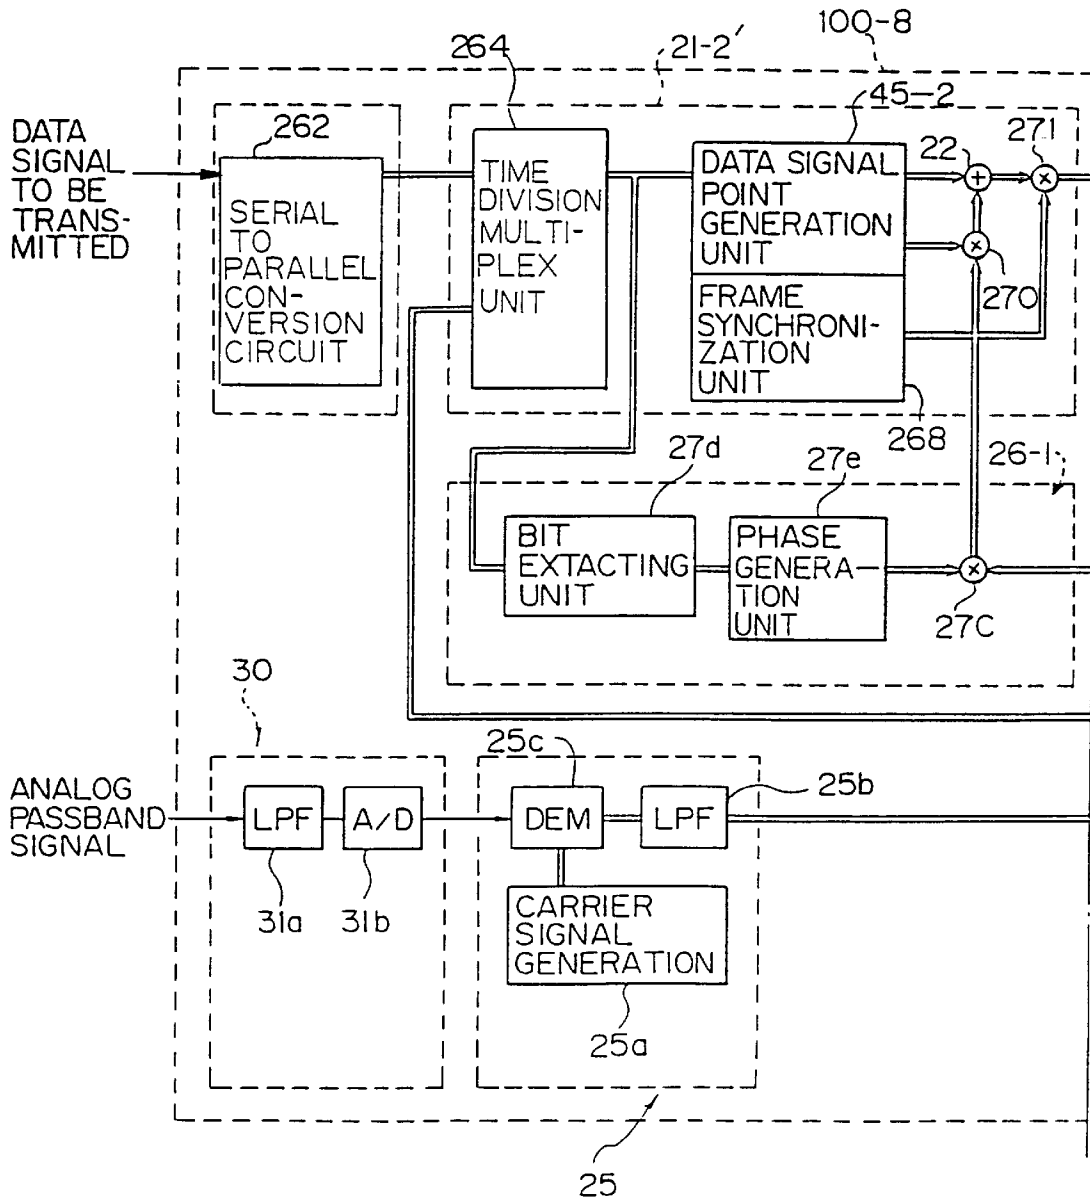 100-8
264
21-2'
45-2
DATA
SIGNAL
TO BE
TRANS-
MITTED
262
SERIAL
TO
PARALLEL
CON-
VERSION
CIRCUIT
TIME
DIVISION
MULTI-
PLEX
UNIT
DATA SIGNAL
POINT
GENERATION
UNIT
22
271
+
×
×
270
FRAME
SYNCHRONI-
ZATION
UNIT
268
27d
27e
26-1
BIT
EXTACTING
UNIT
PHASE
GENERA-
TION
UNIT
×
27C
30
25c
25b
ANALOG
PASSBAND
SIGNAL
LPF
A/D
DEM
LPF
31a
31b
CARRIER
SIGNAL
GENERATION
25a
25